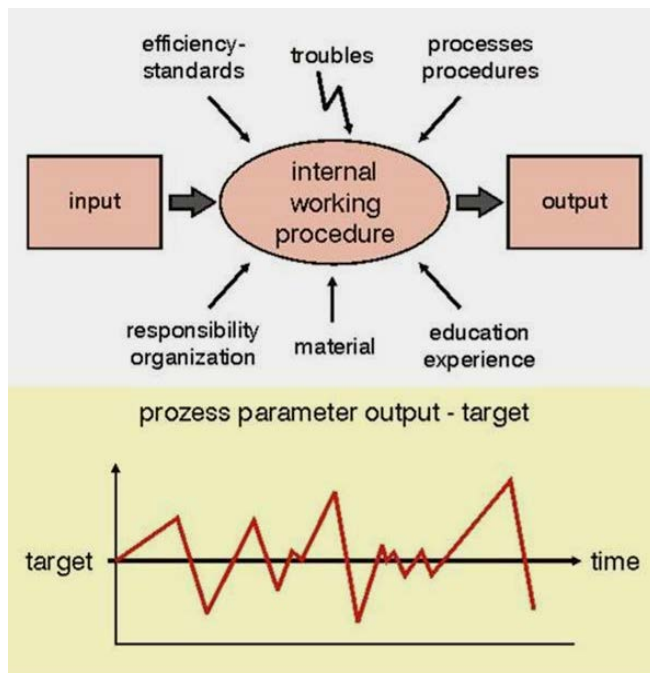 efficiency-
standards
troubles
processes
procedures
input
internal
working
procedure
output
responsibility
organization
material
education
experience
prozess parameter output - target
target
time